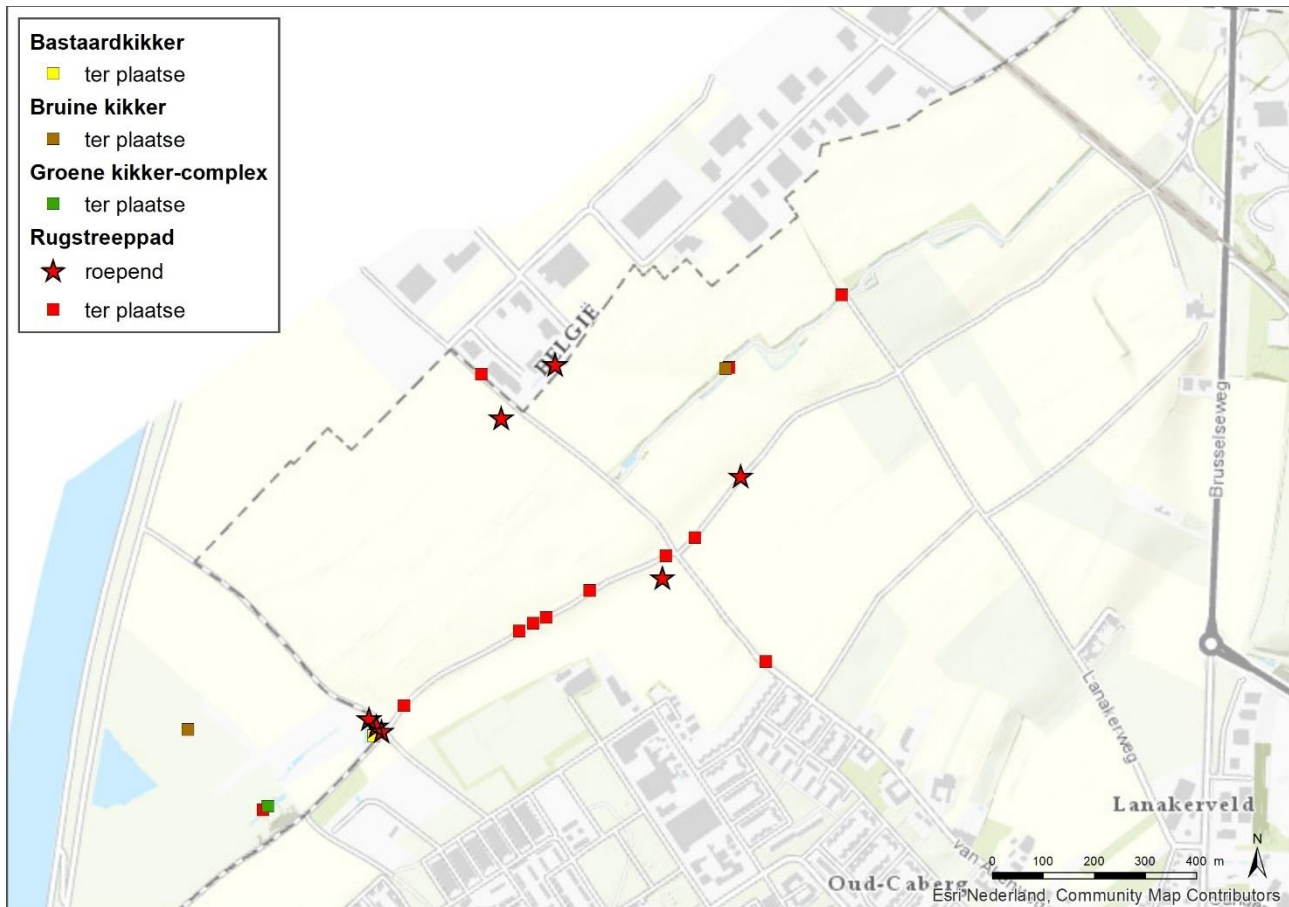 Bastaardkikker
ter plaatse
Bruine kikker
ter plaatse
Groene kikker-complex
ter plaatse
Rugstreeppad
roepend
ter plaatse
BELGIË
Brusselseweg
Lanakerweg
Lanakerveld
Oud-Caberg
N
0 100 200 300 400 m
Esri Nederland, Community Map Contributors